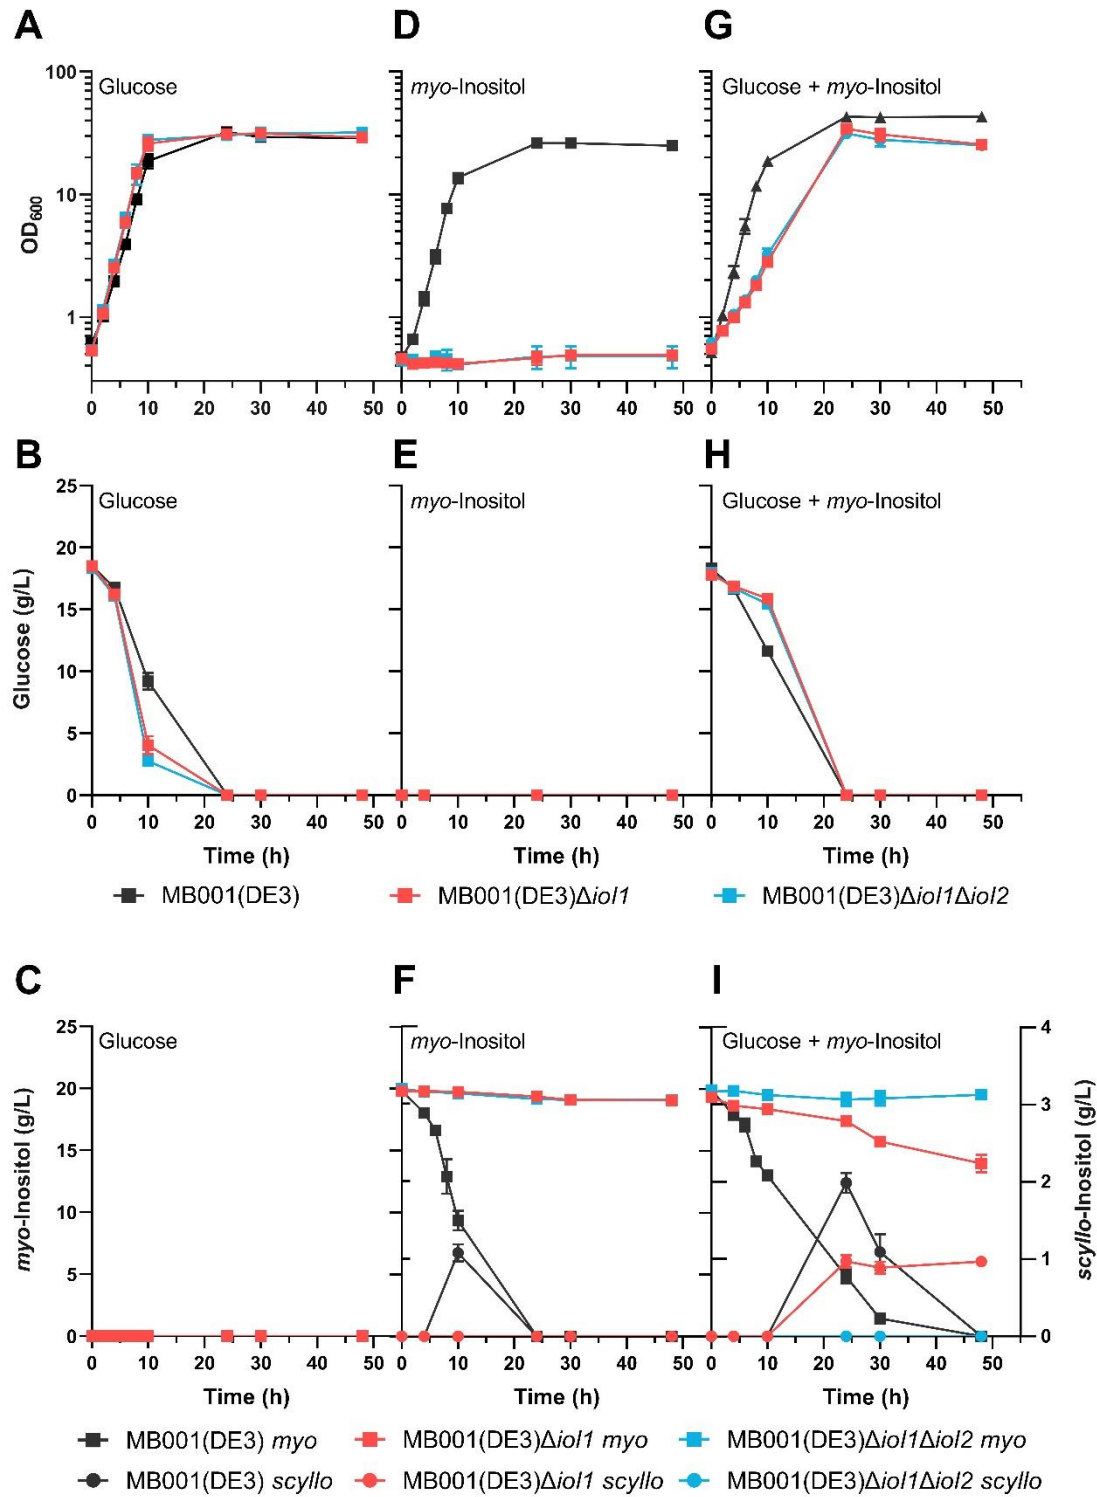 A D G
Glucose myo-Inositol Glucose + myo-Inositol
OD600
100
10
1
0 10 20 30 40 50 0 10 20 30 40 50 0 10 20 30 40 50
B E H
Glucose myo-Inositol Glucose + myo-Inositol
Glucose (g/L)
25
20
15
10
5
0
0 10 20 30 40 50 0 10 20 30 40 50 0 10 20 30 40 50
Time (h) Time (h) Time (h)
MB001(DE3) MB001(DE3)Δiol1 MB001(DE3)Δiol1Δiol2
C F I
Glucose myo-Inositol Glucose + myo-Inositol
myo-Inositol (g/L)
25
20
15
10
5
0
4
3
2
1
0
scyllo-Inositol (g/L)
0 10 20 30 40 50 0 10 20 30 40 50 0 10 20 30 40 50
Time (h) Time (h) Time (h)
MB001(DE3) myo MB001(DE3)Δiol1 myo MB001(DE3)Δiol1Δiol2 myo
MB001(DE3) scyllo MB001(DE3)Δiol1 scyllo MB001(DE3)Δiol1Δiol2 scyllo